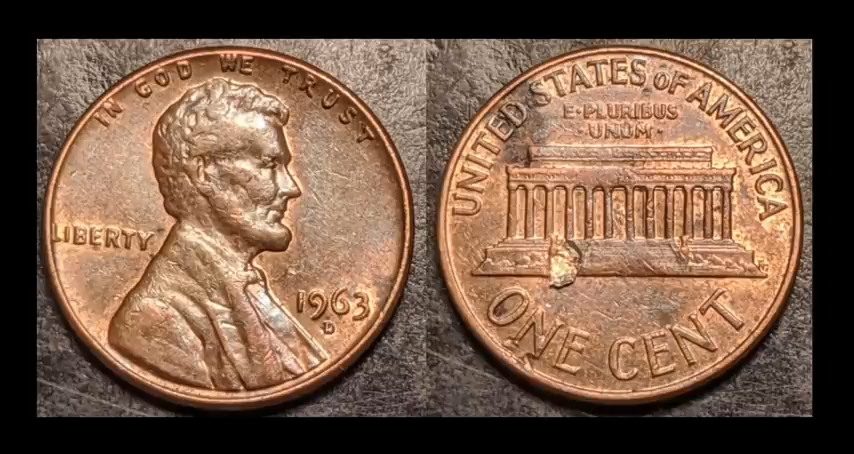 IN GOD WE TRUST
LIBERTY
1963
D
UNITED STATES OF AMERICA
E·PLURIBUS
·UNUM·
ONE CENT